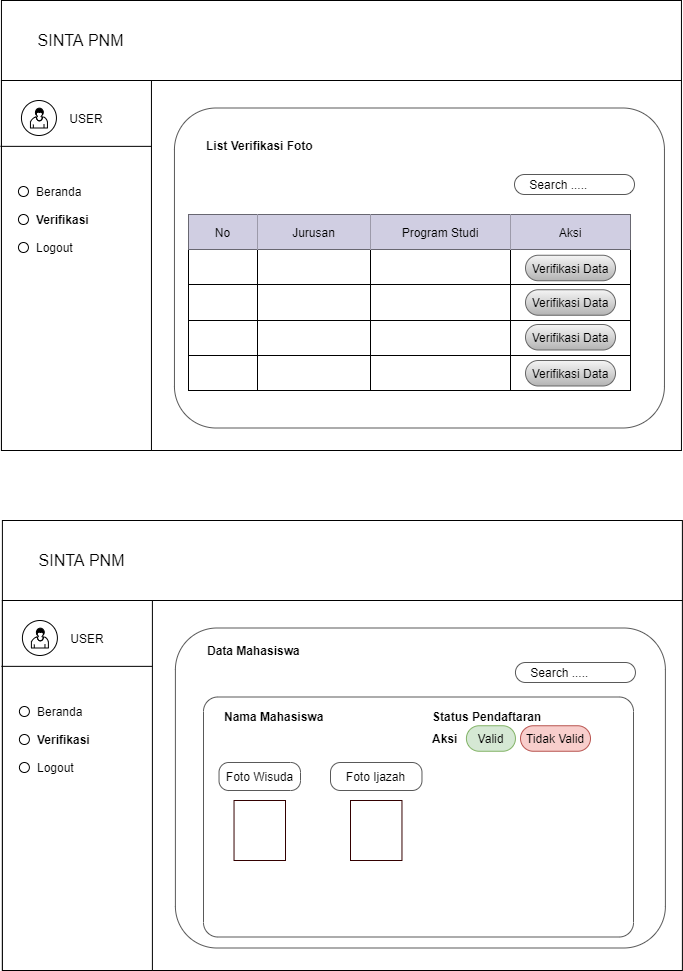 SINTA PNM
USER
Beranda
Verifikasi
Logout
List Verifikasi Foto
Search .....
No Jurusan Program Studi Aksi
Verifikasi Data
Verifikasi Data
Verifikasi Data
Verifikasi Data
SINTA PNM
USER
Beranda
Verifikasi
Logout
Data Mahasiswa
Search .....
Nama Mahasiswa Status Pendaftaran
Aksi Valid Tidak Valid
Foto Wisuda Foto Ijazah